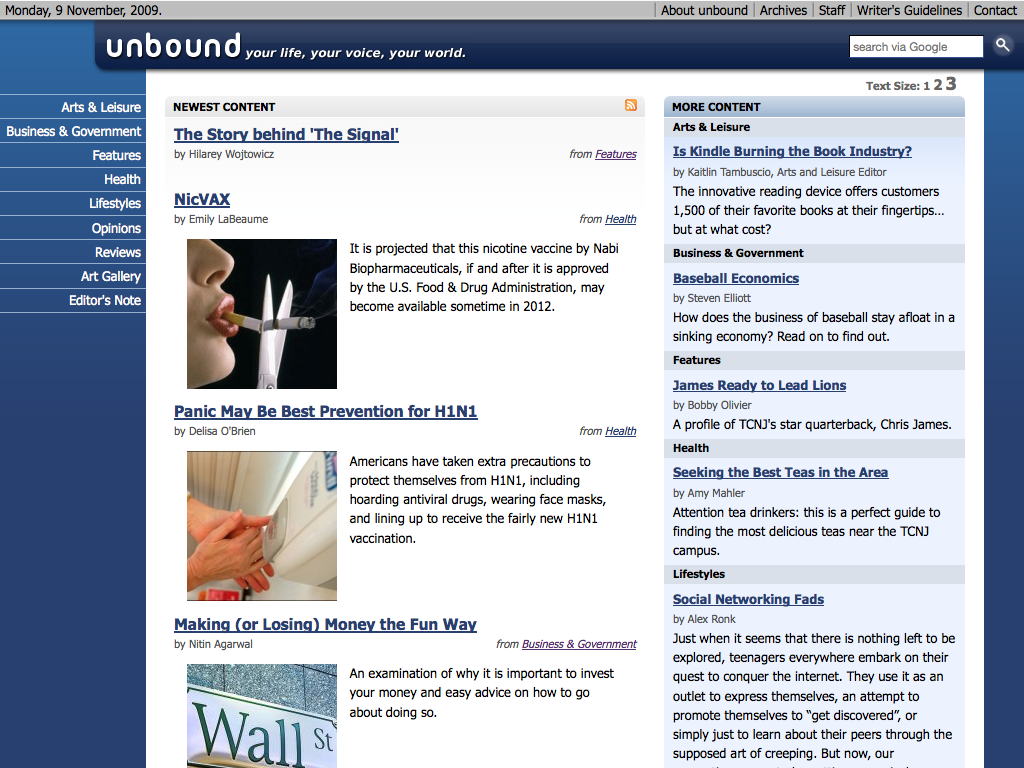 Monday, 9 November, 2009.
About unbound
Archives
Staff
Writer's Guidelines
Contact
unbound your life, your voice, your world.
search via Google
Text Size: 1 2 3
Arts & Leisure
Business & Government
Features
Health
Lifestyles
Opinions
Reviews
Art Gallery
Editor's Note
NEWEST CONTENT
The Story behind 'The Signal'
by Hilarey Wojtowicz
from Features
NicVAX
by Emily LaBeaume
from Health
It is projected that this nicotine vaccine by Nabi
Biopharmaceuticals, if and after it is approved
by the U.S. Food & Drug Administration, may
become available sometime in 2012.
Panic May Be Best Prevention for H1N1
by Delisa O'Brien
from Health
Americans have taken extra precautions to
protect themselves from H1N1, including
hoarding antiviral drugs, wearing face masks,
and lining up to receive the fairly new H1N1
vaccination.
Making (or Losing) Money the Fun Way
by Nitin Agarwal
from Business & Government
Wall St
An examination of why it is important to invest
your money and easy advice on how to go
about doing so.
MORE CONTENT
Arts & Leisure
Is Kindle Burning the Book Industry?
by Kaitlin Tambuscio, Arts and Leisure Editor
The innovative reading device offers customers
1,500 of their favorite books at their fingertips...
but at what cost?
Business & Government
Baseball Economics
by Steven Elliott
How does the business of baseball stay afloat in a
sinking economy? Read on to find out.
Features
James Ready to Lead Lions
by Bobby Olivier
A profile of TCNJ's star quarterback, Chris James.
Health
Seeking the Best Teas in the Area
by Amy Mahler
Attention tea drinkers: this is a perfect guide to
finding the most delicious teas near the TCNJ
campus.
Lifestyles
Social Networking Fads
by Alex Ronk
Just when it seems that there is nothing left to be
explored, teenagers everywhere embark on their
quest to conquer the internet. They use it as an
outlet to express themselves, an attempt to
promote themselves to “get discovered”, or
simply just to learn about their peers through the
supposed art of creeping. But now, our